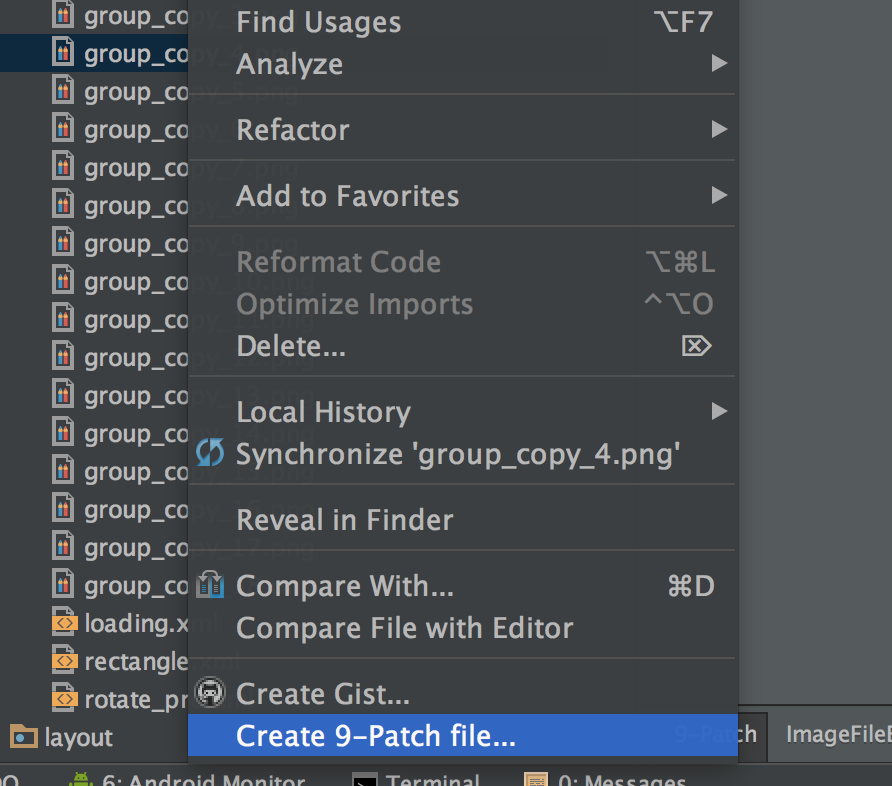 group_co
Find Usages ⌥F7
group_co
Analyze
group_co
group_co
Refactor
group_co
group_co
Add to Favorites
group_co
Reformat Code ⌥⌘L
group_co
Optimize Imports ^⌥O
group_co
Delete... ⌦
group_co
group_co
Local History
group_co
Synchronize 'group_copy_4.png'
group_co
group_co
Reveal in Finder
group_co
group_co
Compare With... ⌘D
loading.x
Compare File with Editor
rectangle
rotate_pr
Create Gist...
layout
Create 9-Patch file...
9-Patch
ImageFileE
6: Android Monitor
Terminal
0: Messages